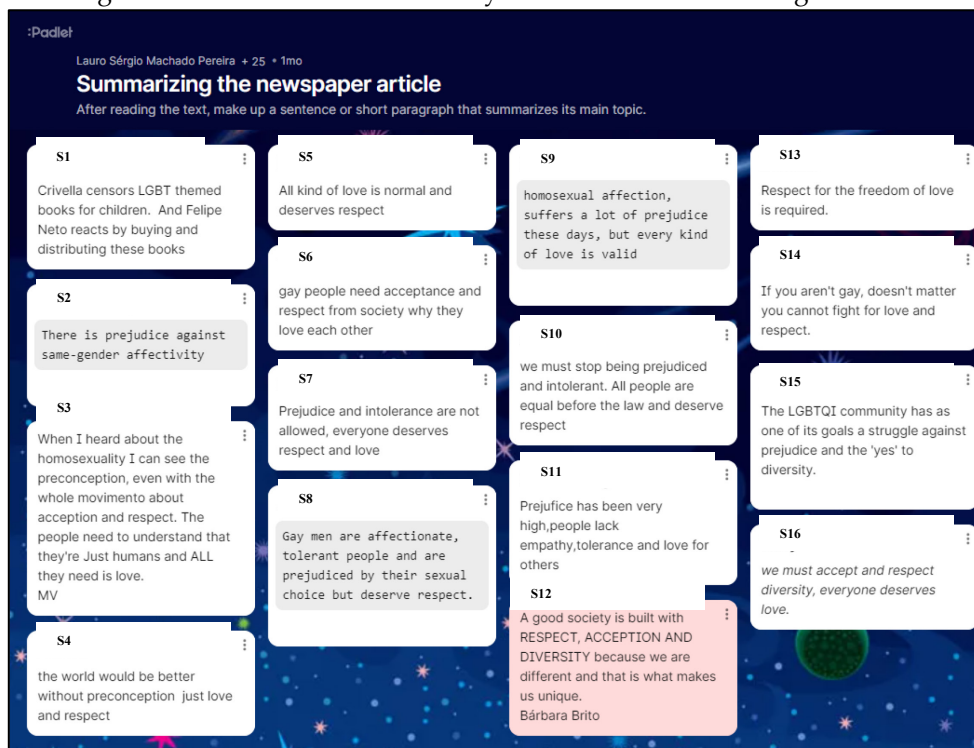 :Padlet
Lauro Sérgio Machado Pereira + 25 • 1mo
Summarizing the newspaper article
After reading the text, make up a sentence or short paragraph that summarizes its main topic.
S1
Crivella censors LGBT themed
books for children. And Felipe
Neto reacts by buying and
distributing these books
S2
There is prejudice against
same-gender affectivity
S3
When I heard about the
homosexuality I can see the
preconception, even with the
whole movimento about
acception and respect. The
people need to understand that
they're Just humans and ALL
they need is love.
MV
S4
the world would be better
without preconception just love
and respect
S5
All kind of love is normal and
deserves respect
S6
gay people need acceptance and
respect from society why they
love each other
S7
Prejudice and intolerance are not
allowed, everyone deserves
respect and love
S8
Gay men are affectionate,
tolerant people and are
prejudiced by their sexual
choice but deserve respect.
S9
homosexual affection,
suffers a lot of prejudice
these days, but every kind
of love is valid
S10
we must stop being prejudiced
and intolerant. All people are
equal before the law and deserve
respect
S11
Prejufice has been very
high,people lack
empathy,tolerance and love for
others
S12
A good society is built with
RESPECT, ACCEPTION AND
DIVERSITY because we are
different and that is what makes
us unique.
Bárbara Brito
S13
Respect for the freedom of love
is required.
S14
If you aren't gay, doesn't matter
you cannot fight for love and
respect.
S15
The LGBTQI community has as
one of its goals a struggle against
prejudice and the 'yes' to
diversity.
S16
we must accept and respect
diversity, everyone deserves
love.